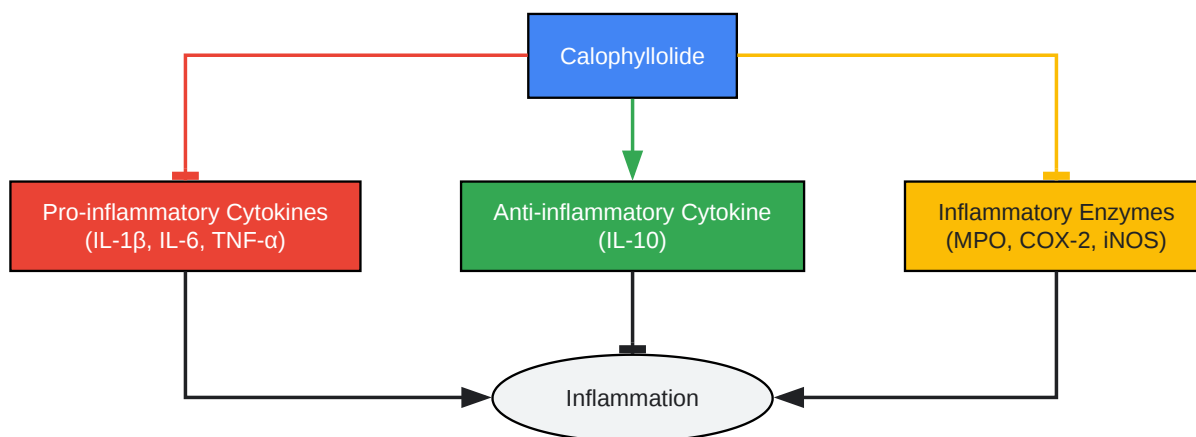 Calophyllolide
Pro-inflammatory Cytokines
(IL-1β, IL-6, TNF-α)
Anti-inflammatory Cytokine
(IL-10)
Inflammatory Enzymes
(MPO, COX-2, iNOS)
Inflammation